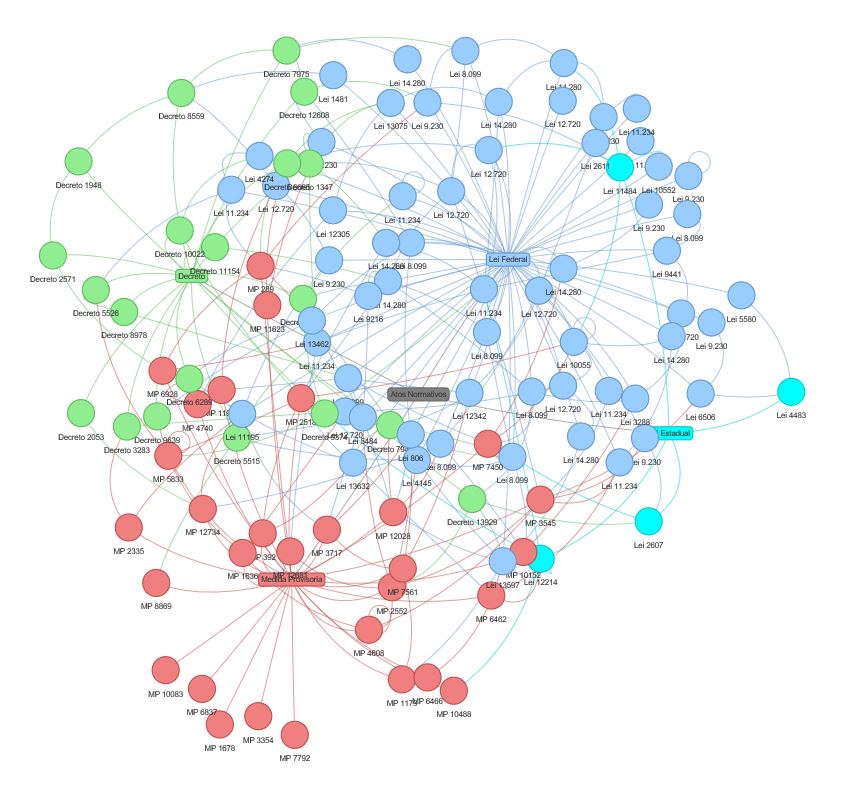 Decreto 7975
Lei 14.280
Lei 8.099
Lei 14.280
Decreto 8559
Lei 1481
Decreto 12608
Lei 13075
Lei 9.230
Lei 14.280
Lei 12.720
Lei 11.234
Decreto 1948
Lei 4274
Lei 12.720
Lei 2611
Lei 11484
Lei 10552
Lei 9.230
Lei 11.234
Lei 12.720
Decreto 1347
Lei 11.234
Lei 12.720
Lei 12305
Lei 9.230
Lei 8.099
Decreto 10022
Decreto 11154
Lei 8.099
Lei Federal
Lei 9441
Decreto 2571
Decreto
MP 289
Lei 9.230
Lei 14.280
Lei 14.280
Decreto 5526
Decreto 8978
MP 11623
Lei 9216
Lei 11.234
Lei 12.720
Lei 5580
Lei 13462
Lei 11.234
Lei 8.099
Lei 10055
Lei 14.280
Lei 9.230
MP 6928
Decreto 6289
MP 4740
MP 2518
Atos Normativos
Lei 12342
Lei 8.099
Lei 12.720
Lei 11.234
Lei 3288
Lei 6506
Lei 4483
Decreto 2053
Decreto 3283
Decreto 9639
Lei 11195
Lei 12.720
Lei 8484
Estadual
MP 5833
Decreto 5515
Lei 13632
Lei 806
Lei 4145
Lei 8.099
MP 7450
Lei 8.099
Lei 14.280
Lei 9.230
Lei 11.234
MP 2335
MP 12734
MP 3717
MP 12028
Decreto 13929
MP 3545
Lei 2607
MP 1636
MP 392
MP 12681
Medida Provisoria
MP 8869
MP 7561
MP 2552
Lei 13597
MP 10152
Lei 12214
MP 6462
MP 4608
MP 10083
MP 6837
MP 1678
MP 3354
MP 7792
MP 6466
MP 10488